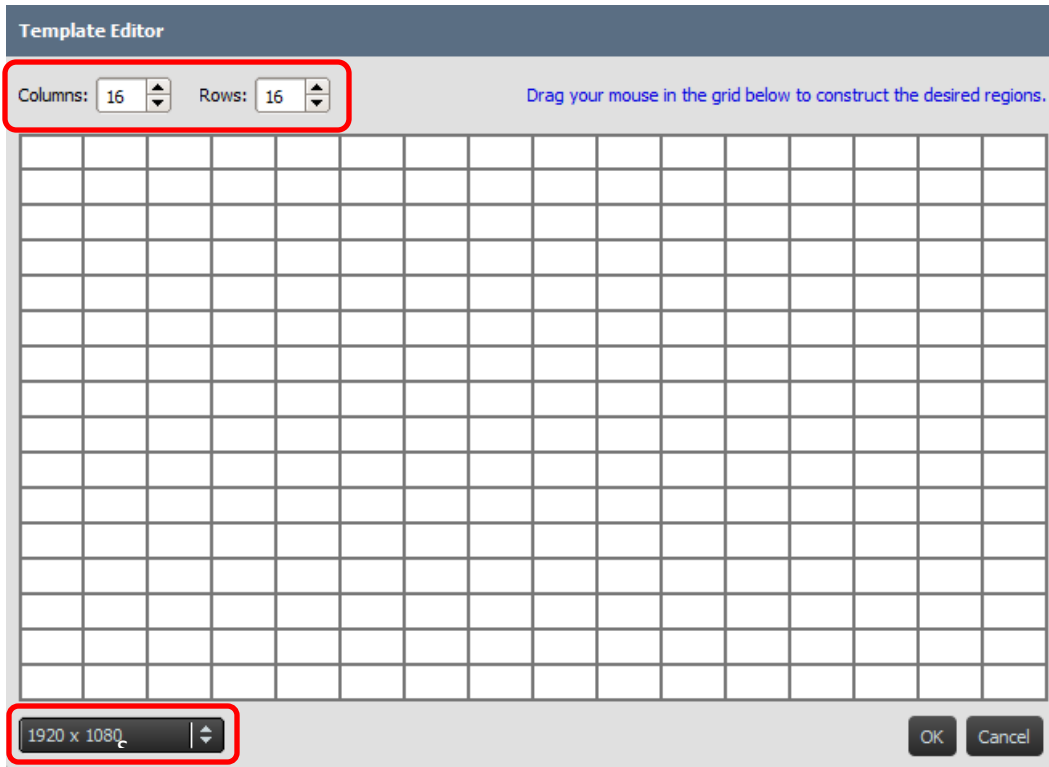 Template Editor
Columns: 16 Rows: 16 Drag your mouse in the grid below to construct the desired regions.
1920 x 1080 OK Cancel